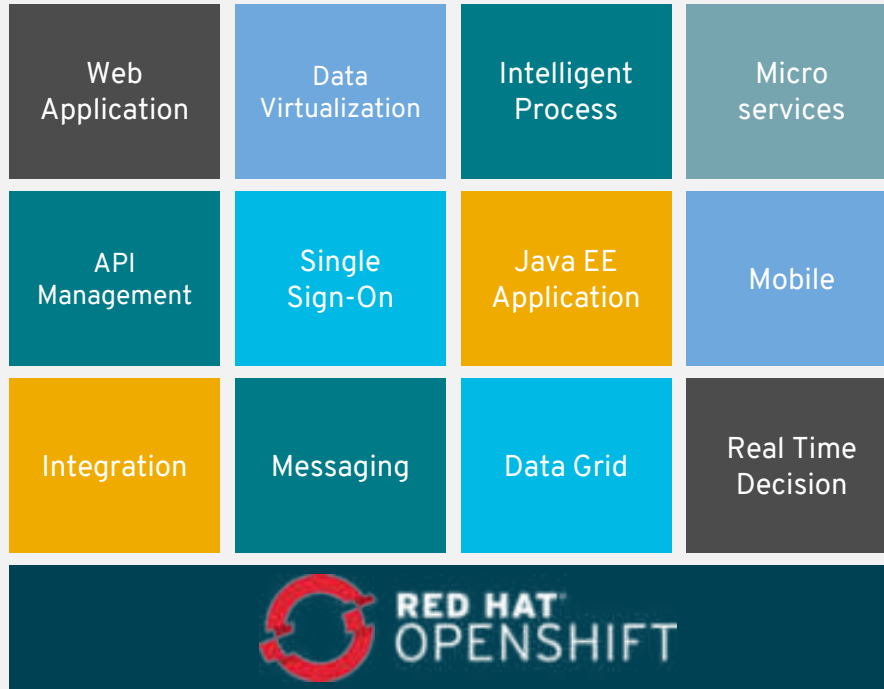 Web
Application
Data
Virtualization
Intelligent
Process
Micro
services
API
Management
Single
Sign-On
Java EE
Application
Mobile
Integration
Messaging
Data Grid
Real Time
Decision
RED HAT®
OPENSHIFT